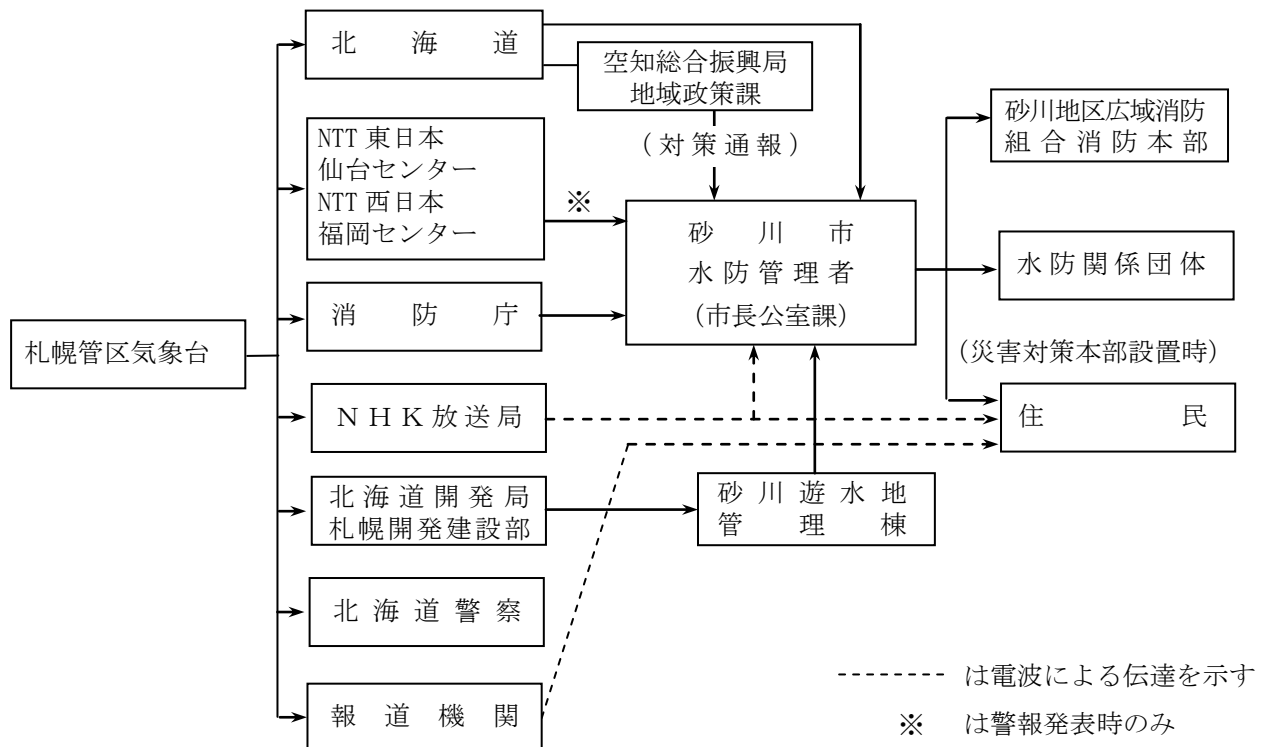 北海道
空知総合振興局
地域政策課
(対策通報)
NTT東日本
仙台センター
NTT西日本
福岡センター
※
消防庁
札幌管区気象台
NHK放送局
北海道開発局
札幌開発建設部
北海道警察
報道機関
砂川市
水防管理者
(市長公室課)
砂川遊水地
管理棟
砂川地区広域消防
組合消防本部
水防関係団体
(災害対策本部設置時)
住民
は電波による伝達を示す
※ は警報発表時のみ